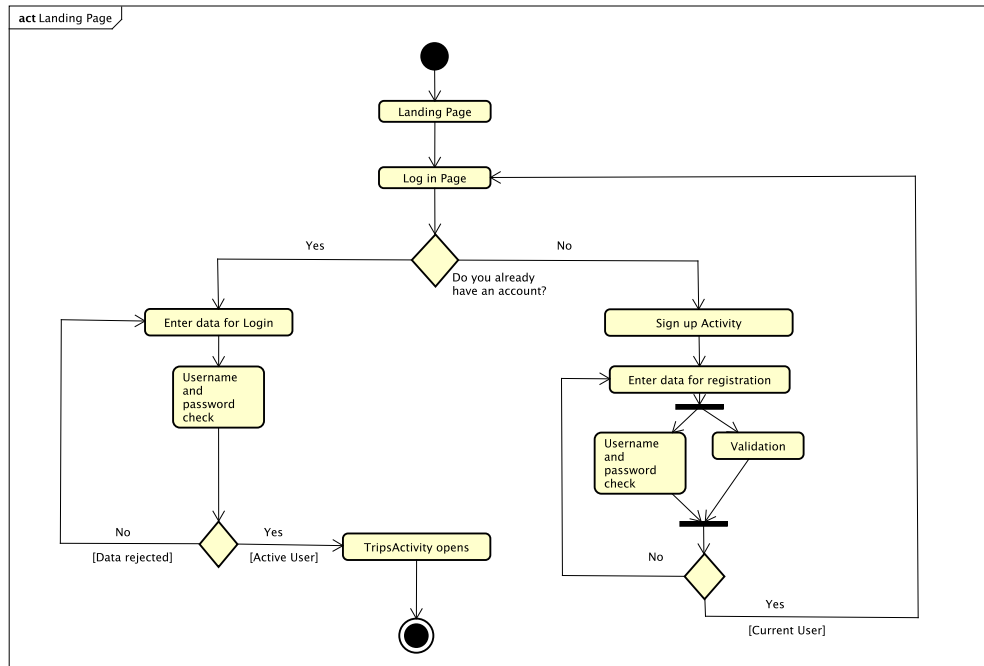 act Landing Page
Landing Page
Log in Page
Yes
No
Do you already
have an account?
Enter data for Login
Sign up Activity
Username
and
password
check
Enter data for registration
Username
and
password
check
Validation
No
Yes
[Data rejected]
[Active User]
TripsActivity opens
No
Yes
[Current User]